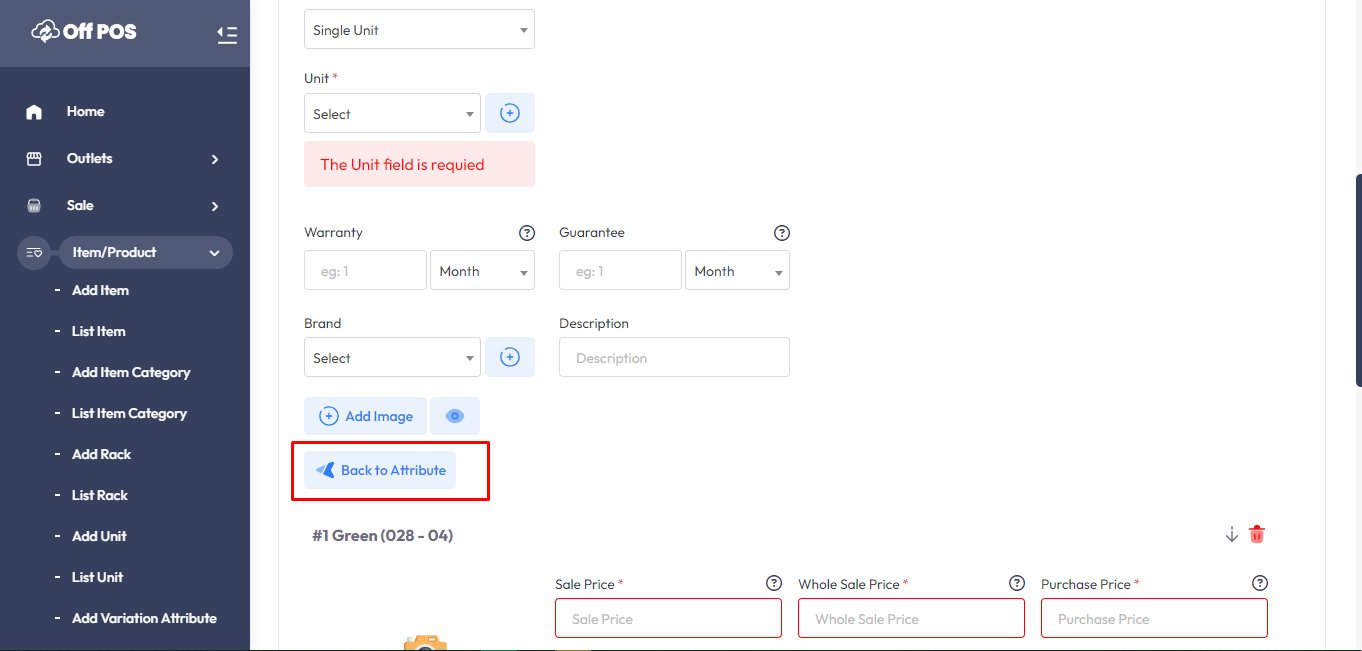 Off POS
Home
Outlets
Sale
Item/Product
- Add Item
- List Item
- Add Item Category
- List Item Category
- Add Rack
- List Rack
- Add Unit
- List Unit
- Add Variation Attribute
Single Unit
Unit *
Select
The Unit field is requied
Warranty ? Guarantee ?
eg: 1 Month eg: 1 Month
Brand Description
Select Description
Add Image
Back to Attribute
#1 Green (028 - 04)
Sale Price * ? Whole Sale Price * ? Purchase Price * ?
Sale Price Whole Sale Price Purchase Price